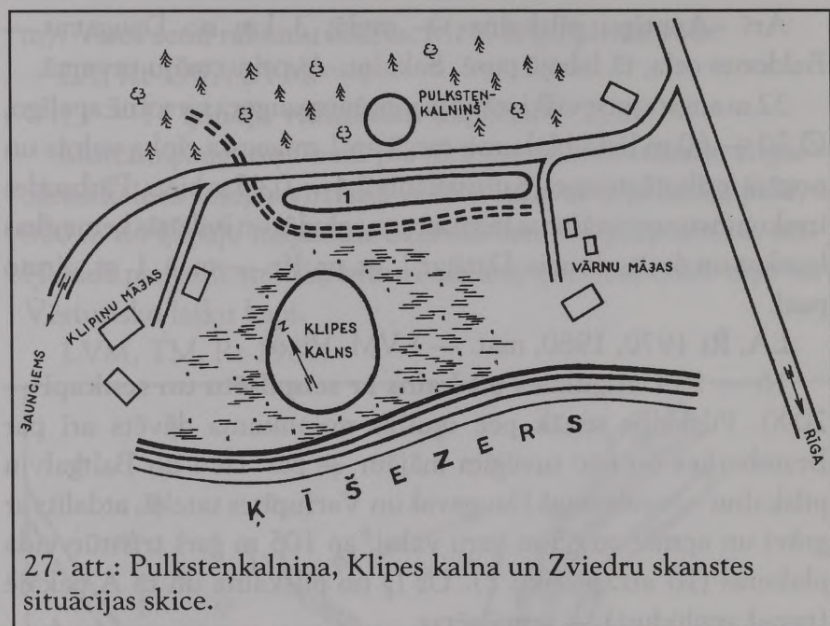 PULKSTEŅ-
KALNIŅŠ
1
KLIPIŅU MĀJAS
VĀRNU MĀJAS
N
KLIPES
KALNS
JAUNCIEMS
RĪGA
ĶĪŠEZERS
27. att.: Pulksteņkalniņa, Klipes kalna un Zviedru skanstes
situācijas skice.